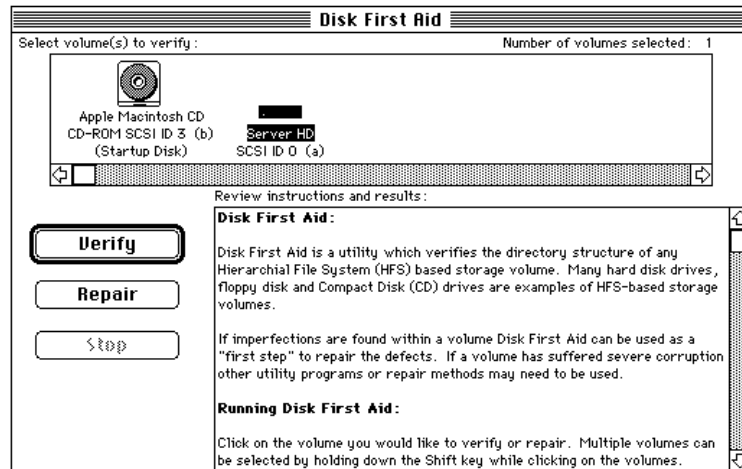 Disk First Aid
Select volume(s) to verify:
Number of volumes selected: 1
Apple Macintosh CD
CD-ROM SCSI ID 3 (b)
(Startup Disk)
Server HD
SCSI ID 0 (a)
Review instructions and results:
Verify
Repair
Stop
Disk First Aid:
Disk First Aid is a utility which verifies the directory structure of any
Hierarchial File System (HFS) based storage volume. Many hard disk drives,
floppy disk and Compact Disk (CD) drives are examples of HFS-based storage
volumes.
If imperfections are found within a volume Disk First Aid can be used as a
"first step" to repair the defects. If a volume has suffered severe corruption
other utility programs or repair methods may need to be used.
Running Disk First Aid:
Click on the volume you would like to verify or repair. Multiple volumes can
be selected by holding down the Shift key while clicking on the volumes.